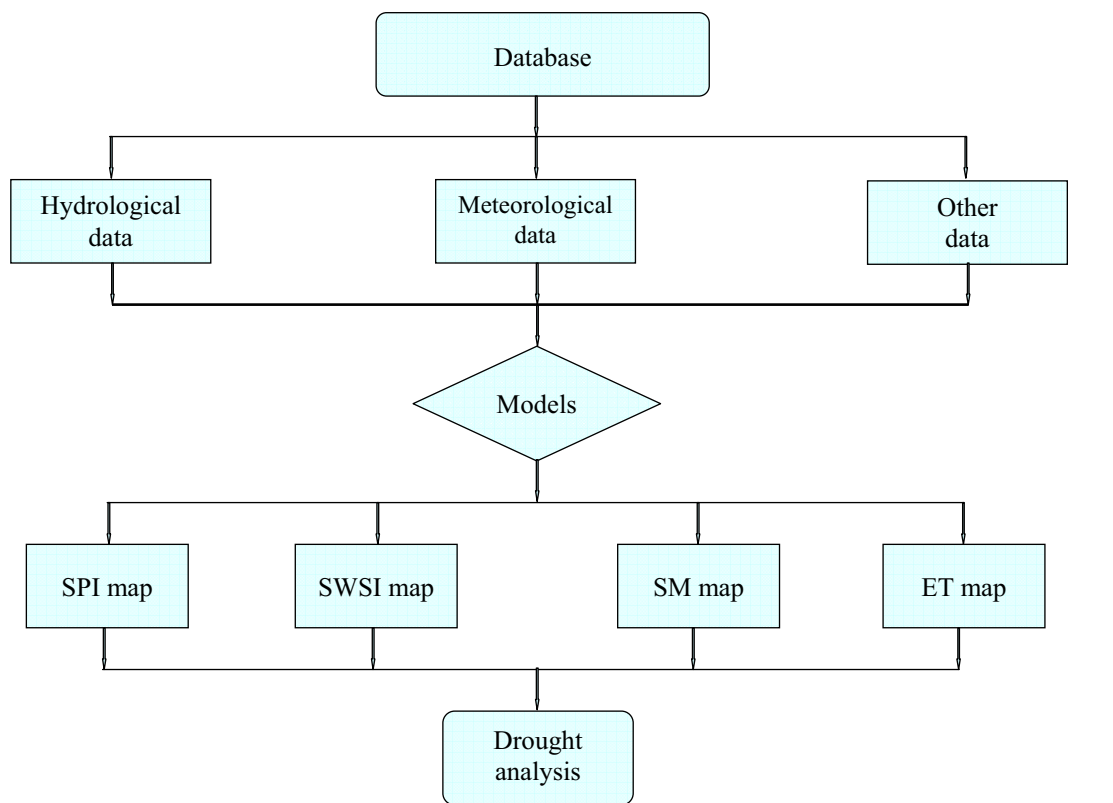 Database
Hydrological
data
Meteorological
data
Other
data
Models
SPI map
SWSI map
SM map
ET map
Drought
analysis